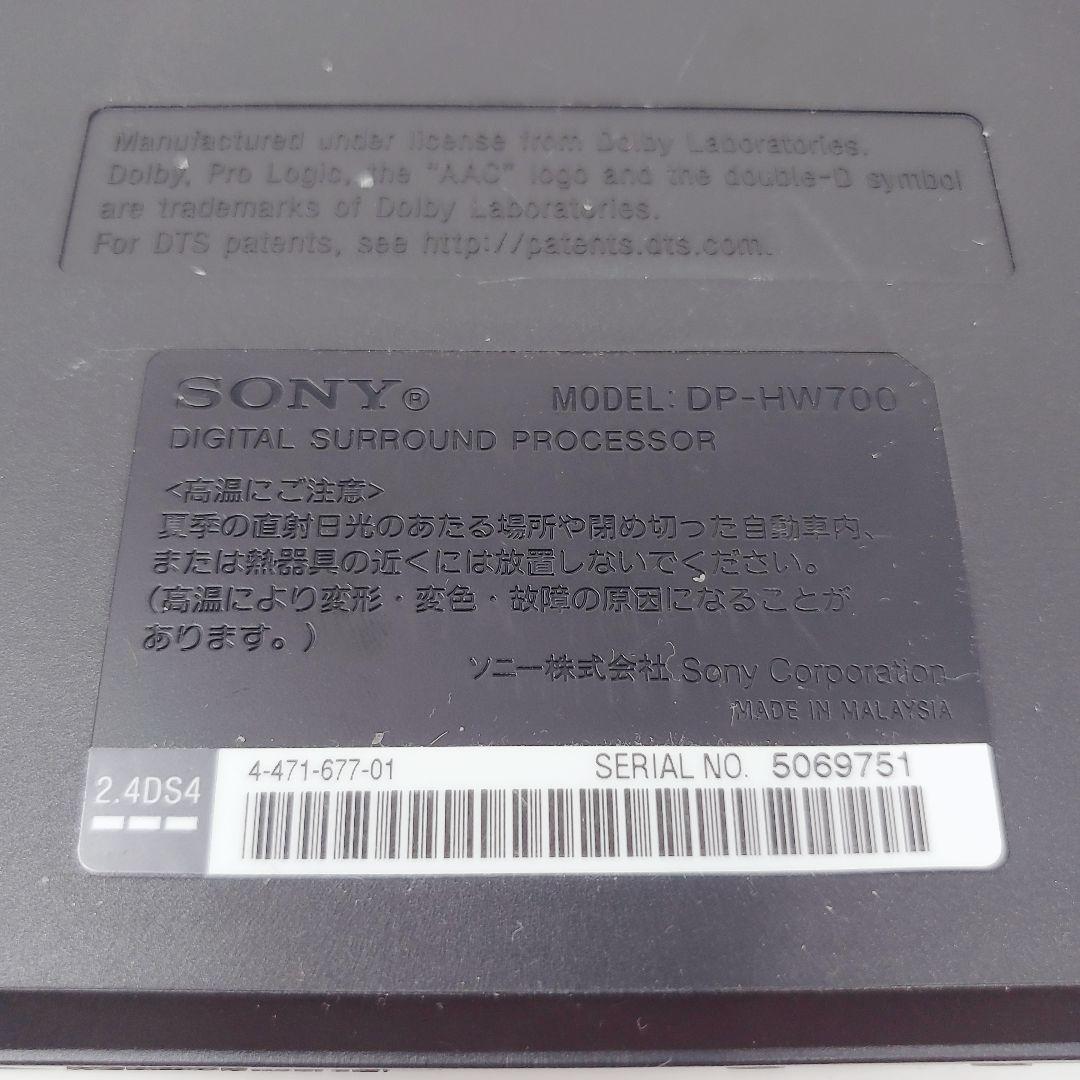 Manufactured under license from Dolby Laboratories.
Dolby, Pro Logic, the "AAC" logo and the double-D symbol
are trademarks of Dolby Laboratories.
For DTS patents, see http://patents.dts.com.
SONY® MODEL: DP-HW700
DIGITAL SURROUND PROCESSOR
<高温にご注意>
夏季の直射日光のあたる場所や閉め切った自動車内、
または熱器具の近くには放置しないでください。
(高温により変形・変色・故障の原因になることが
あります。)
ソニー株式会社 Sony Corporation
MADE IN MALAYSIA
2.4DS4
4-471-677-01 SERIAL NO. 5069751